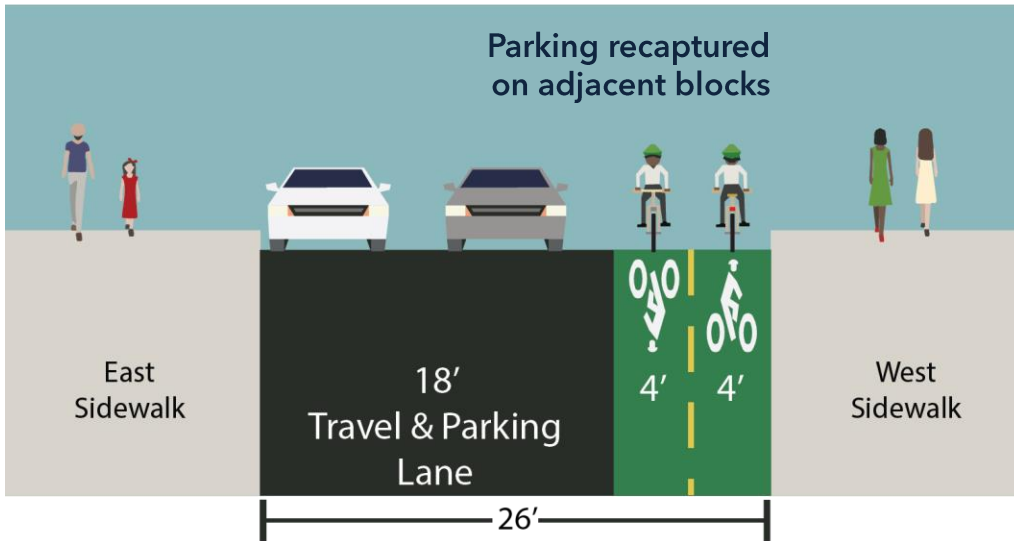 Parking recaptured
on adjacent blocks
East
Sidewalk
18′
Travel & Parking
Lane
4′
4′
West
Sidewalk
26′